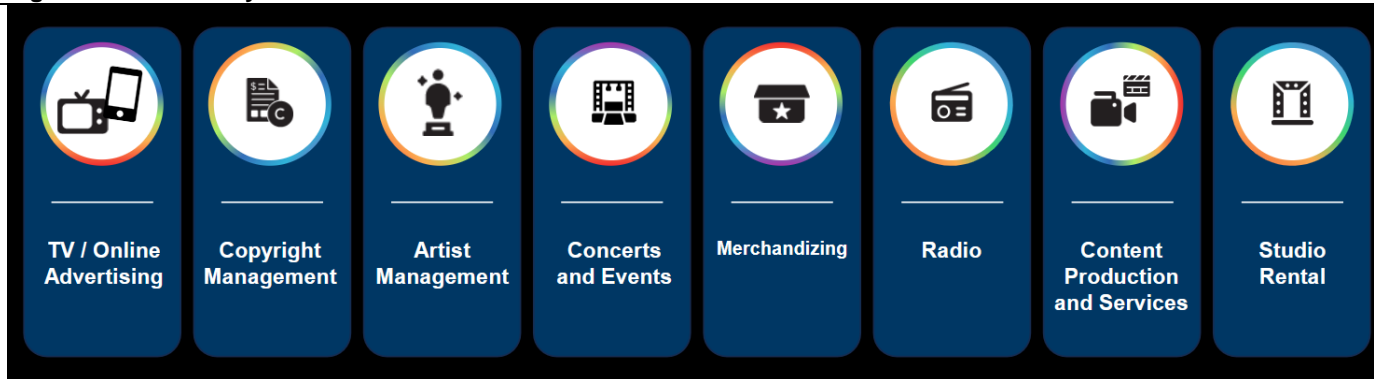 TV / Online
Advertising
Copyright
Management
Artist
Management
Concerts
and Events
Merchandizing
Radio
Content
Production
and Services
Studio
Rental